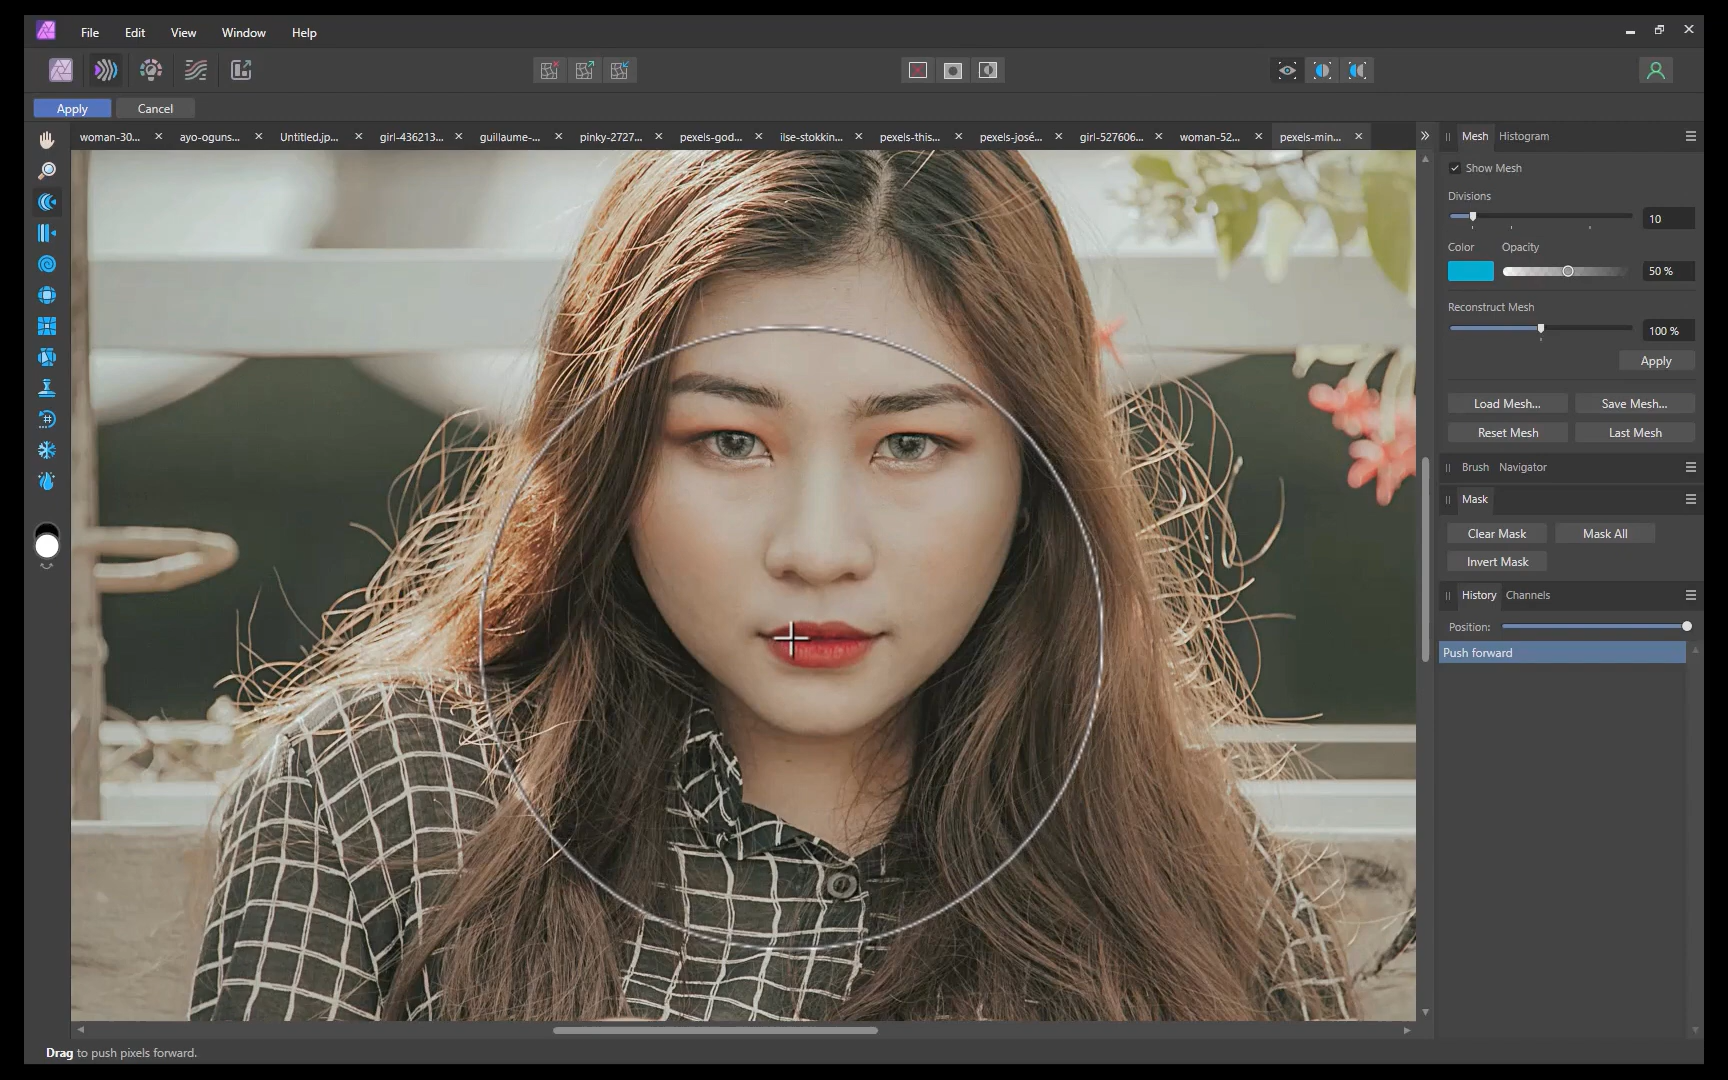 File Edit View Window Help
Apply Cancel
woman-30... ayo-oguns... Untitled.jp... girl-436213... guillaume-... pinky-2727... pexels-god... ilse-stokkin... pexels-this... pexels-josé... girl-527606... woman-52... pexels-min...
Mesh Histogram
Show Mesh
Divisions
10
Color Opacity
50 %
Reconstruct Mesh
100 %
Apply
Load Mesh... Save Mesh...
Reset Mesh Last Mesh
Brush Navigator
Mask
Clear Mask Mask All
Invert Mask
History Channels
Position:
Push forward
Drag to push pixels forward.